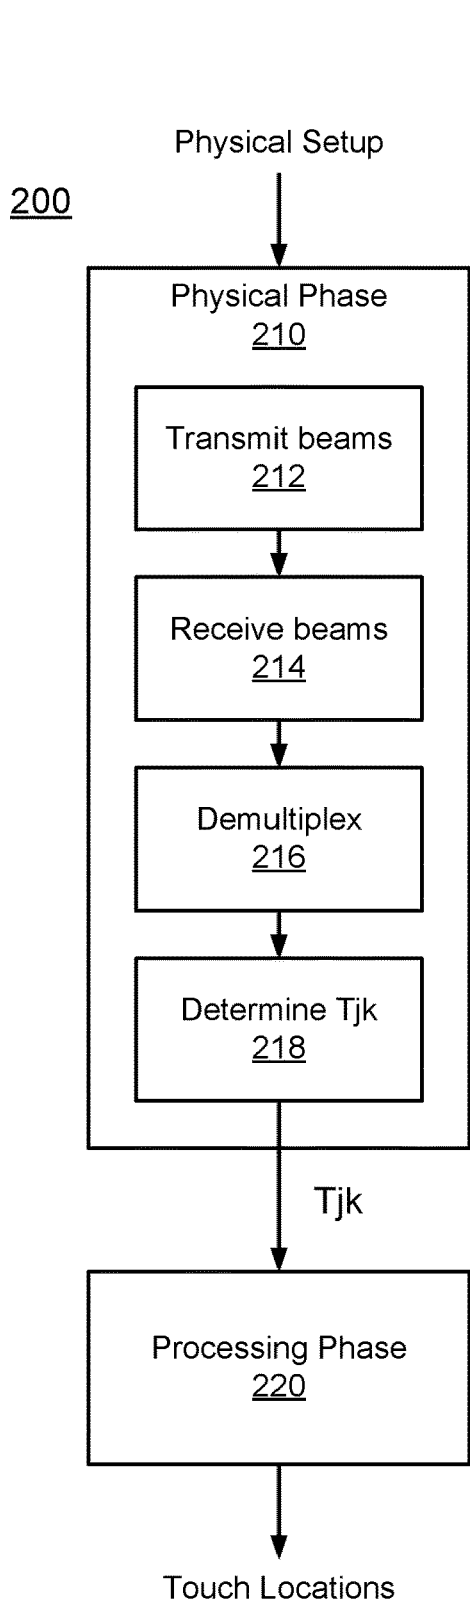 Physical Setup
200
Physical Phase
210
Transmit beams
212
Receive beams
214
Demultiplex
216
Determine Tjk
218
Tjk
Processing Phase
220
Touch Locations